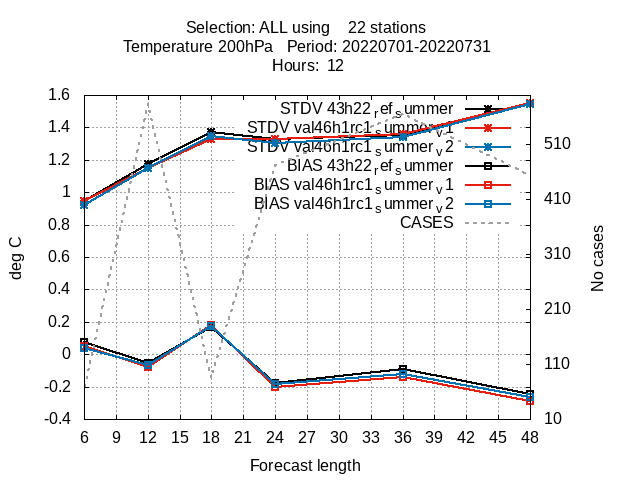 Selection: ALL using 22 stations
Temperature 200hPa Period: 20220701-20220731
Hours: 12
1.6
1.4
1.2
1
0.8
0.6
0.4
0.2
0
-0.2
-0.4
deg C
STDV 43h22_ref_summer
STDV val46h1rc1_summer_v1
STDV val46h1rc1_summer_v2
BIAS 43h22_ref_summer
BIAS val46h1rc1_summer_v1
BIAS val46h1rc1_summer_v2
CASES
510
410
310
210
110
10
No cases
6 9 12 15 18 21 24 27 30 33 36 39 42 45 48
Forecast length